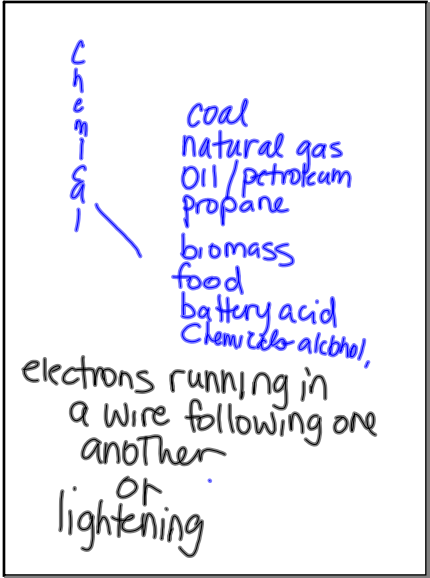 Chemical
coal
natural gas
oil/petroleum
propane
biomass
food
battery acid
Chemicals alcohol,
electrons running in
a wire following one
another
or
lightening